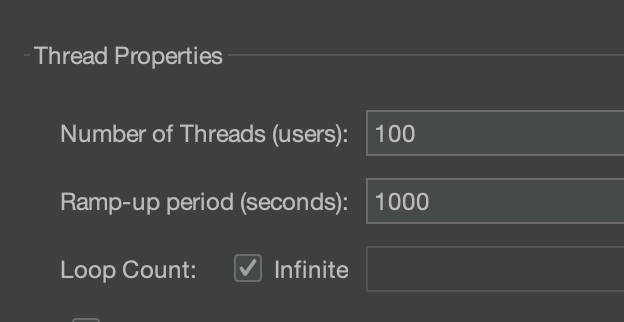 Thread Properties
Number of Threads (users): 100
Ramp-up period (seconds): 1000
Loop Count: Infinite